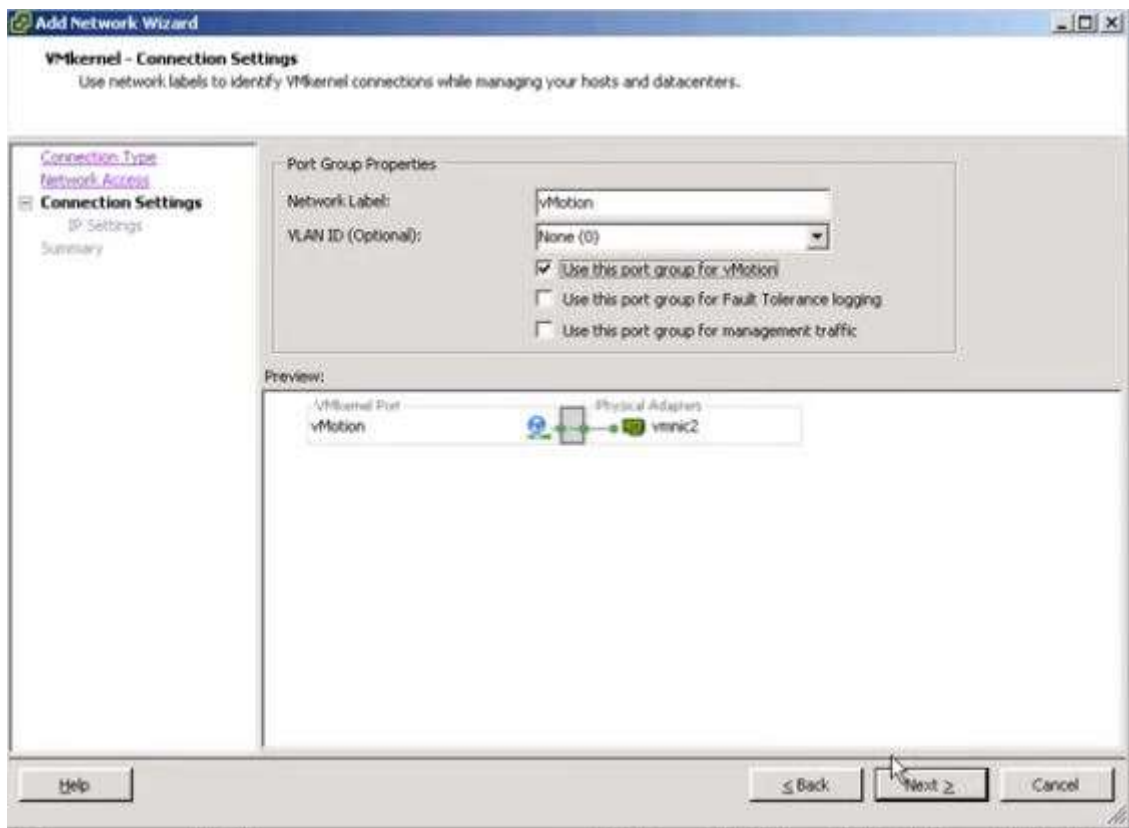 Add Network Wizard
VMkernel - Connection Settings
Use network labels to identify VMkernel connections while managing your hosts and datacenters.
Connection Type
Network Access
Connection Settings
IP Settings
Summary
Port Group Properties
Network Label:
vMotion
VLAN ID (Optional):
None (0)
Use this port group for vMotion
Use this port group for Fault Tolerance logging
Use this port group for management traffic
Preview:
VMkernel Port
Physical Adapters
vMotion
vmnic2
Help
≤ Back
Next ≥
Cancel